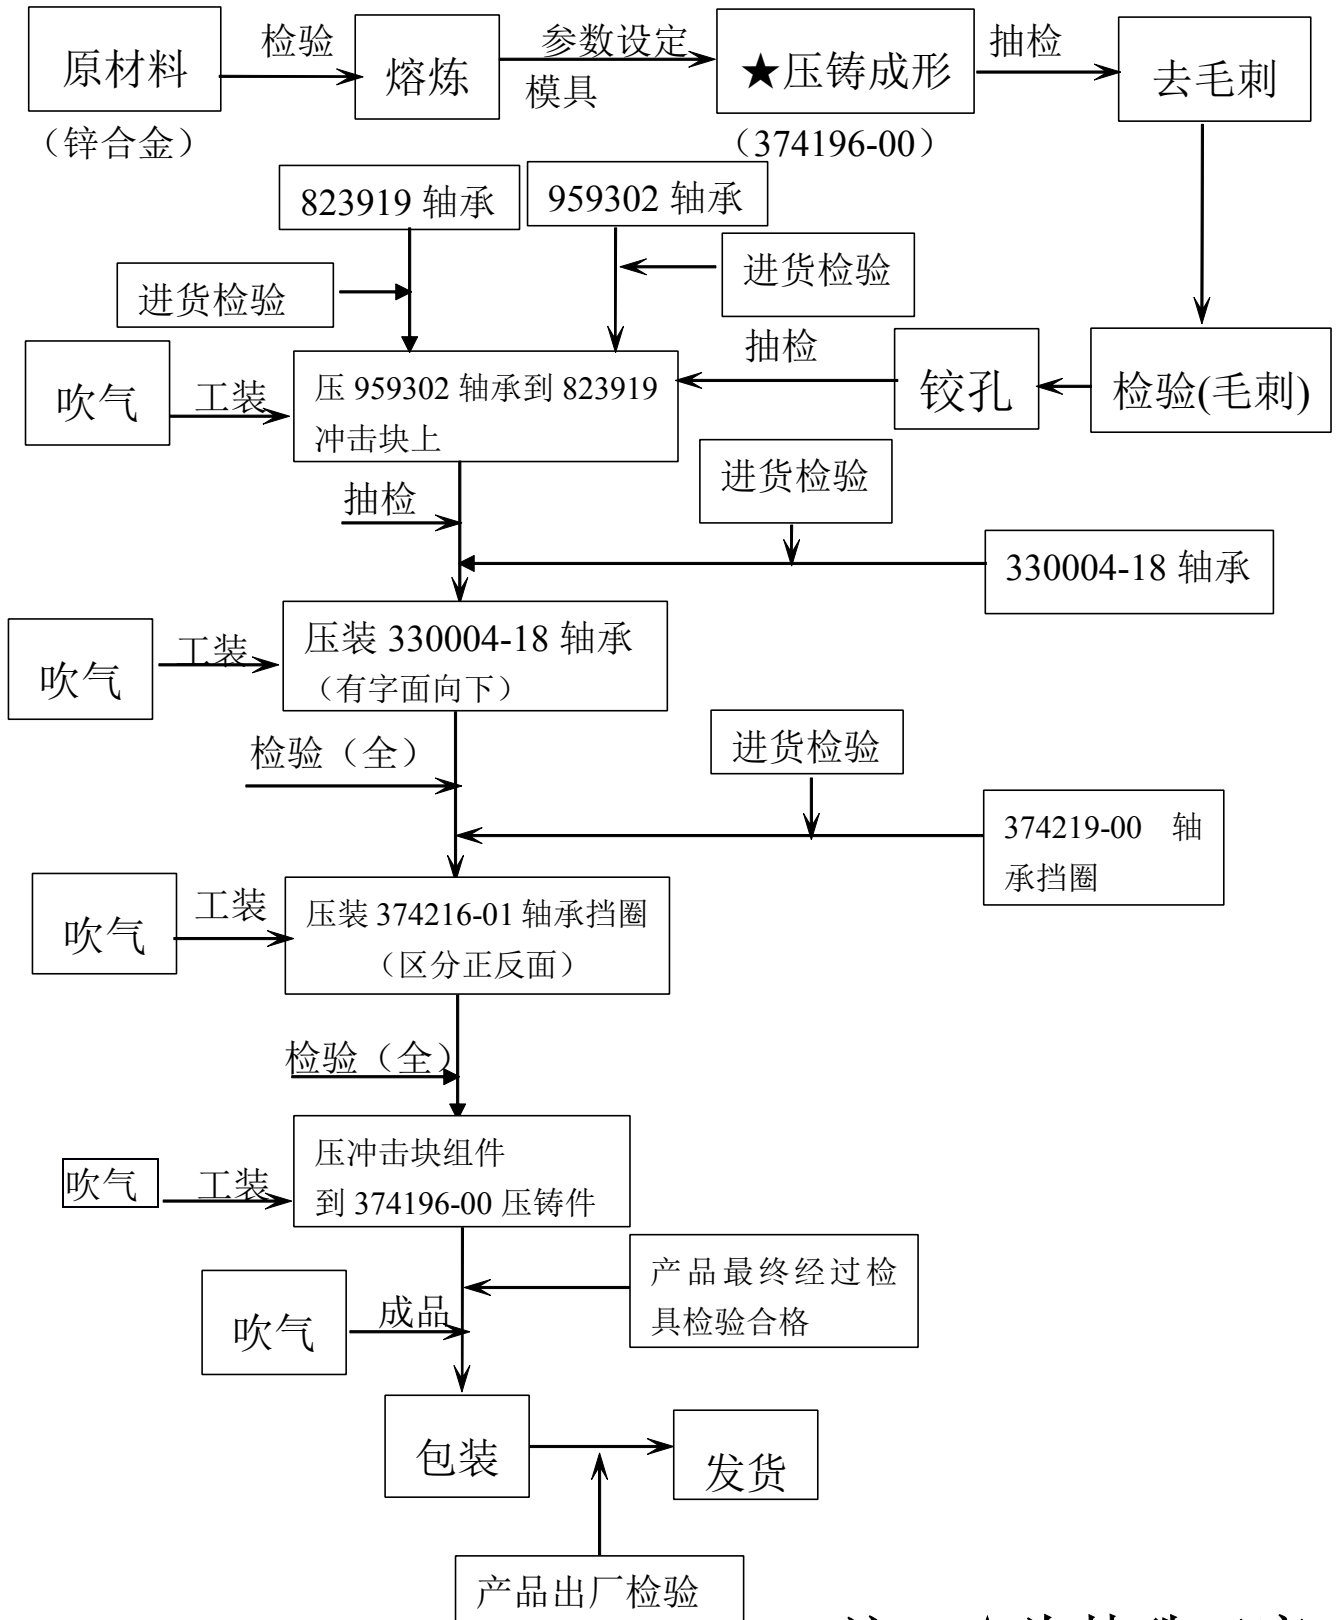 原材料
检验
熔炼
参数设定
模具
★压铸成形
抽检
去毛刺
（锌合金）
（374196-00）
823919 轴承
959302 轴承
进货检验
进货检验
吹气
工装
压 959302 轴承到 823919
冲击块上
抽检
铰孔
检验(毛刺)
抽检
进货检验
330004-18 轴承
吹气
工装
压装 330004-18 轴承
（有字面向下）
检验（全）
进货检验
374219-00 轴
承挡圈
吹气
工装
压装 374216-01 轴承挡圈
（区分正反面）
检验（全）
吹气
工装
压冲击块组件
到 374196-00 压铸件
产品最终经过检
具检验合格
吹气
成品
包装
发货
产品出厂检验